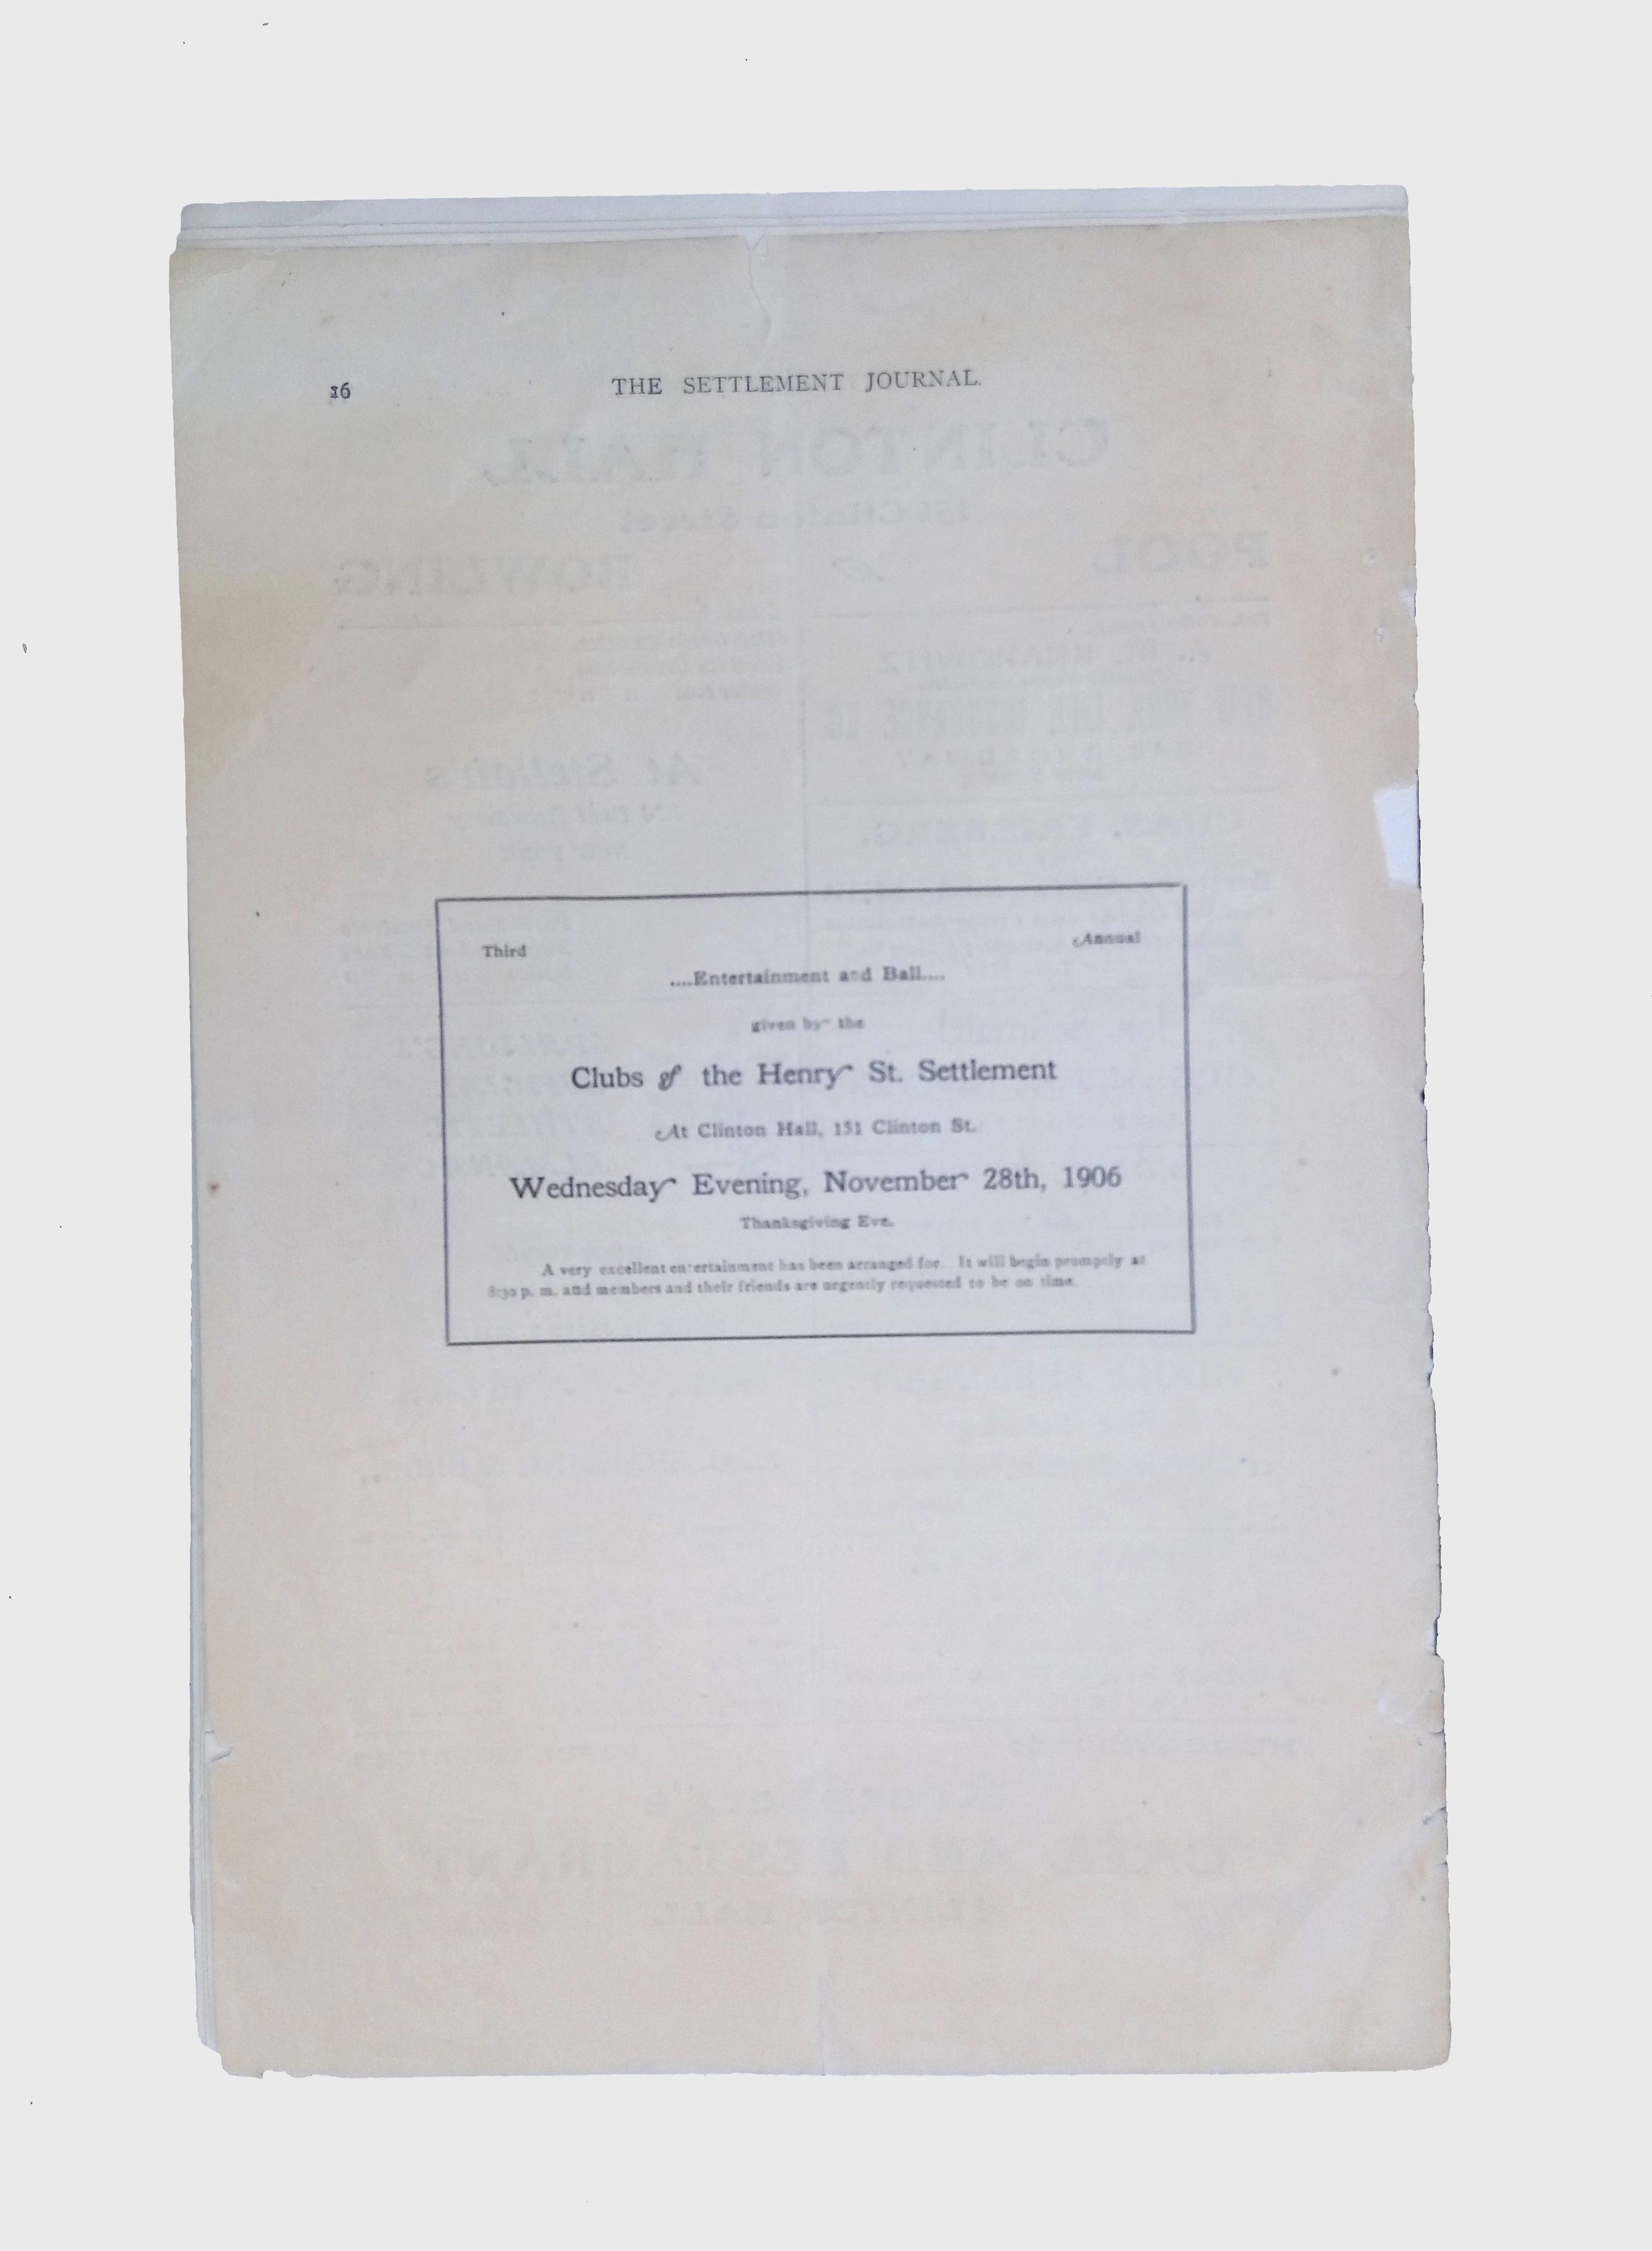 16
THE SETTLEMENT JOURNAL.
Third Annual
....Entertainment and Ball....
given by the
Clubs of the Henry St. Settlement
At Clinton Hall, 151 Clinton St.
Wednesday Evening, November 28th, 1906
Thanksgiving Eve.
A very excellent entertainment has been arranged for. It will begin promptly at
8:30 p. m. and members and their friends are urgently requested to be on time.